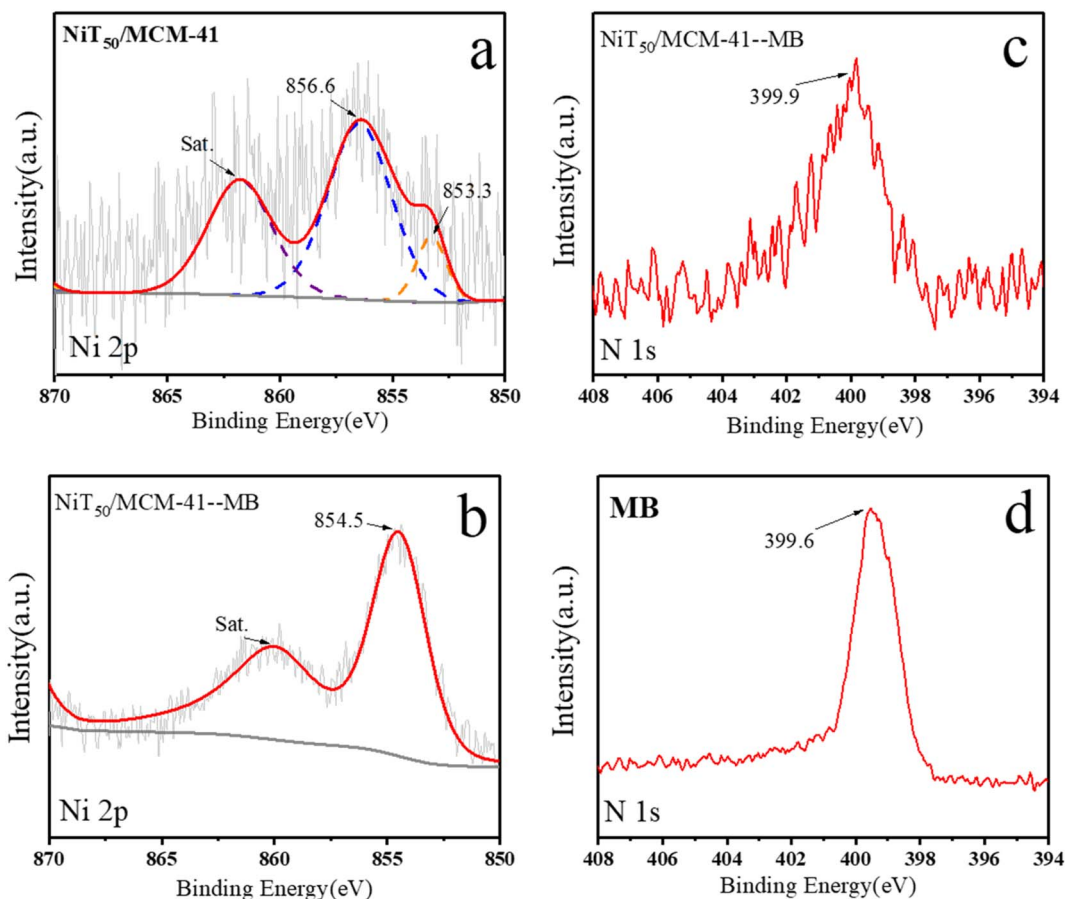 NiT50/MCM-41
a
856.6
Sat.
853.3
Ni 2p
Intensity(a.u.)
870 865 860 855 850
Binding Energy(eV)
NiT50/MCM-41--MB
c
399.9
N 1s
Intensity(a.u.)
408 406 404 402 400 398 396 394
Binding Energy(eV)
NiT50/MCM-41--MB
b
854.5
Sat.
Ni 2p
Intensity(a.u.)
870 865 860 855 850
Binding Energy(eV)
MB
d
399.6
N 1s
Intensity(a.u.)
408 406 404 402 400 398 396 394
Binding Energy(eV)